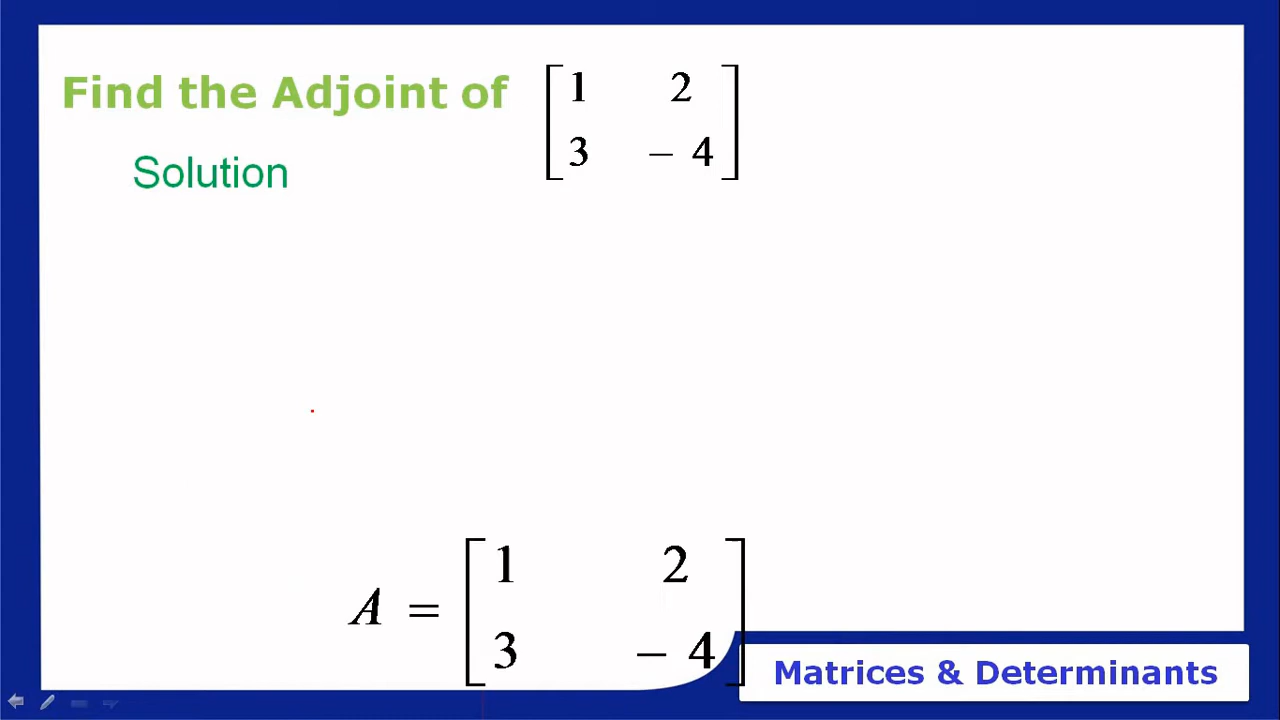 Find the Adjoint of
[1 2
3 – 4]
Solution
A = [1 2
3 – 4]
Matrices & Determinants